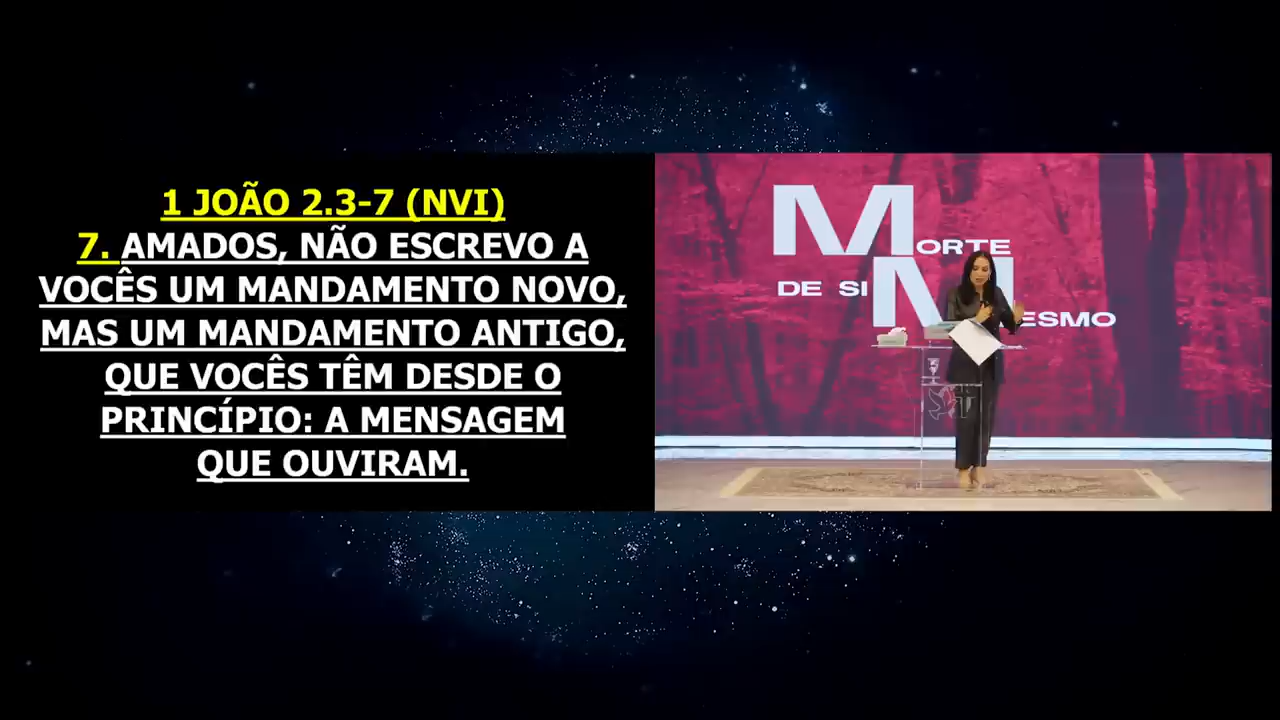 1 JOÃO 2.3-7 (NVI)
7. AMADOS, NÃO ESCREVO A
VOCÊS UM MANDAMENTO NOVO,
MAS UM MANDAMENTO ANTIGO,
QUE VOCÊS TÊM DESDE O
PRINCÍPIO: A MENSAGEM
QUE OUVIRAM.
MORTE
DE SI MESMO